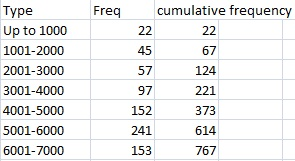 Type Freq cumulative frequency
Up to 1000 22 22
1001-2000 45 67
2001-3000 57 124
3001-4000 97 221
4001-5000 152 373
5001-6000 241 614
6001-7000 153 767